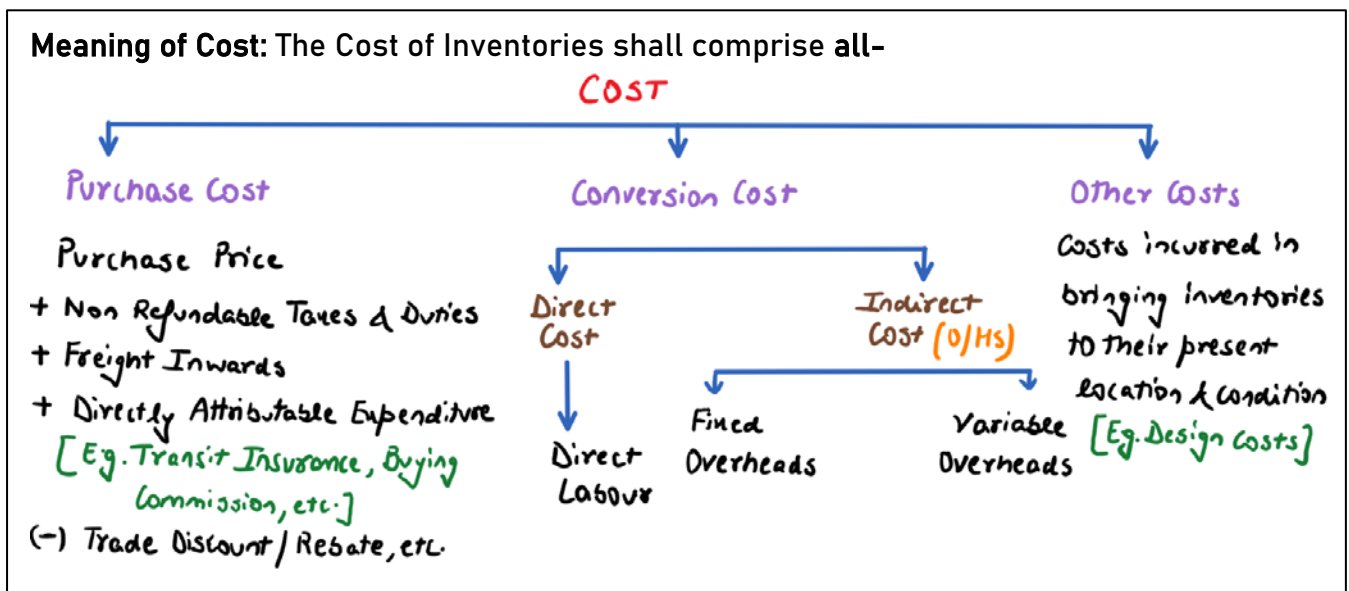 Meaning of Cost: The Cost of Inventories shall comprise all-
COST
Purchase Cost
Purchase Price
+ Non Refundable Taxes & Duties
+ Freight Inwards
+ Directly Attributable Expenditure
[Eg. Transit Insurance, Buying
Commission, etc.]
(-) Trade Discount / Rebate, etc.
Conversion Cost
Direct
Cost
Direct
Labour
Indirect
Cost (O/Hs)
Fixed
Overheads
Variable
Overheads
Other Costs
Costs incurred in
bringing inventories
to their present
location & condition
[Eg. Design Costs]